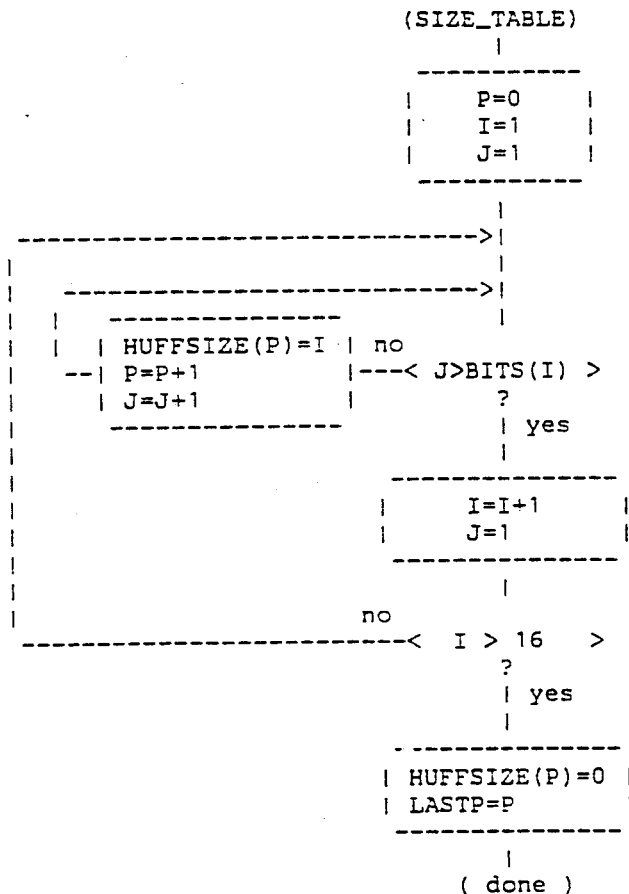 (SIZE_TABLE)
P=0
I=1
J=1
HUFFSIZE(P)=I
P=P+1
J=J+1
no
J>BITS(I)
?
yes
I=I+1
J=1
no
I > 16
?
yes
HUFFSIZE(P)=0
LASTP=P
( done )